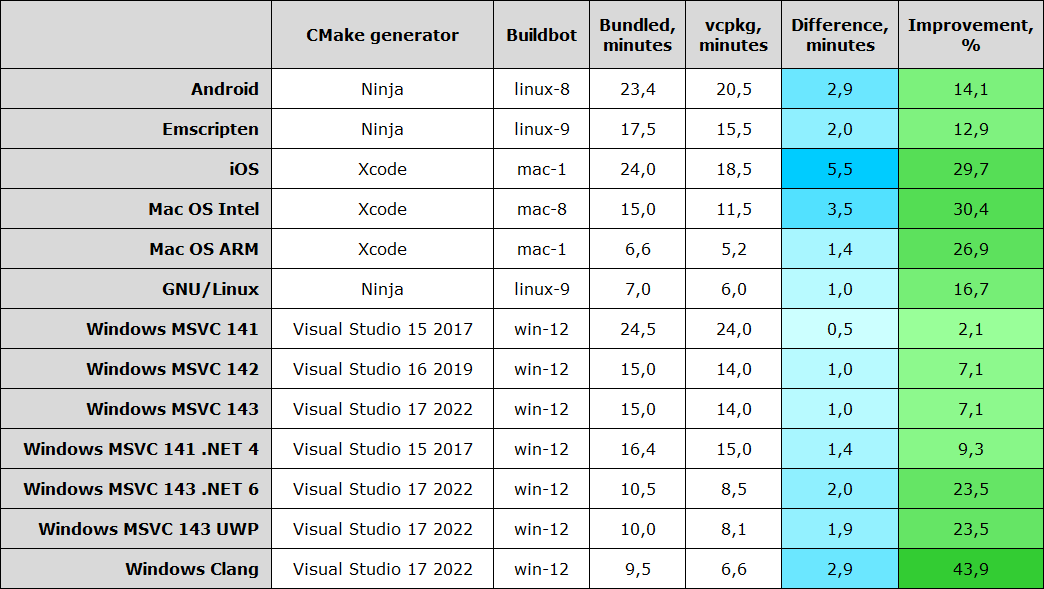 CMake generator Buildbot Bundled, minutes vcpkg, minutes Difference, minutes Improvement, %
Android Ninja linux-8 23,4 20,5 2,9 14,1
Emscripten Ninja linux-9 17,5 15,5 2,0 12,9
iOS Xcode mac-1 24,0 18,5 5,5 29,7
Mac OS Intel Xcode mac-8 15,0 11,5 3,5 30,4
Mac OS ARM Xcode mac-1 6,6 5,2 1,4 26,9
GNU/Linux Ninja linux-9 7,0 6,0 1,0 16,7
Windows MSVC 141 Visual Studio 15 2017 win-12 24,5 24,0 0,5 2,1
Windows MSVC 142 Visual Studio 16 2019 win-12 15,0 14,0 1,0 7,1
Windows MSVC 143 Visual Studio 17 2022 win-12 15,0 14,0 1,0 7,1
Windows MSVC 141 .NET 4 Visual Studio 15 2017 win-12 16,4 15,0 1,4 9,3
Windows MSVC 143 .NET 6 Visual Studio 17 2022 win-12 10,5 8,5 2,0 23,5
Windows MSVC 143 UWP Visual Studio 17 2022 win-12 10,0 8,1 1,9 23,5
Windows Clang Visual Studio 17 2022 win-12 9,5 6,6 2,9 43,9